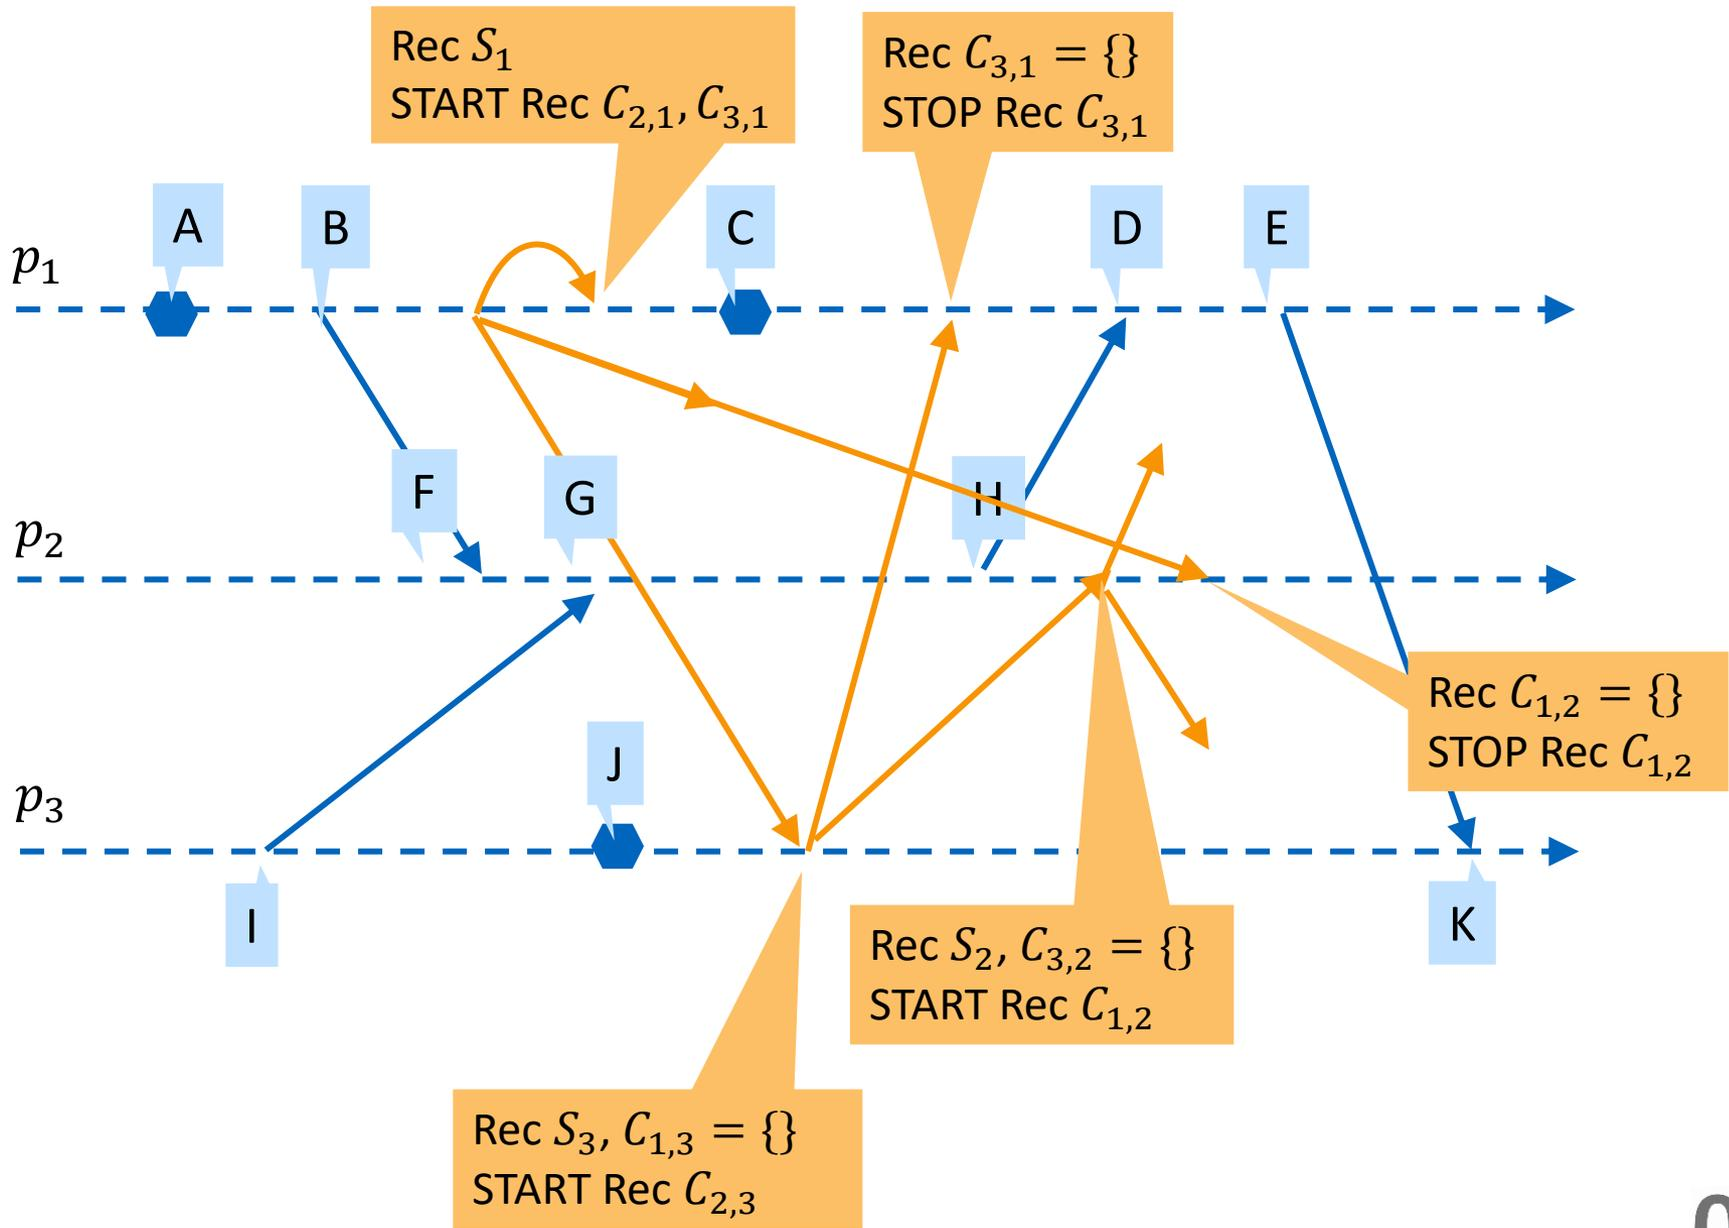 Rec S₁
START Rec C₂,₁, C₃,₁
Rec C₃,₁ = {}
STOP Rec C₃,₁
A
B
C
D
E
p₁
F
G
H
p₂
Rec C₁,₂ = {}
STOP Rec C₁,₂
J
p₃
I
K
Rec S₂, C₃,₂ = {}
START Rec C₁,₂
Rec S₃, C₁,₃ = {}
START Rec C₂,₃